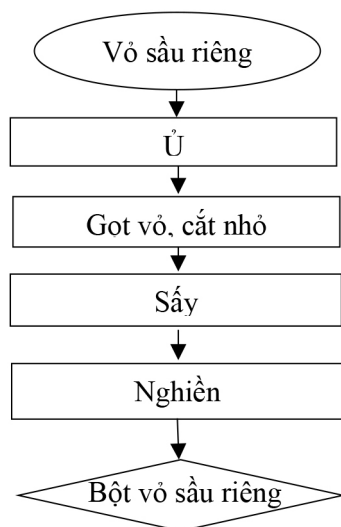 Vỏ sầu riêng
Ủ
Gọt vỏ, cắt nhỏ
Sấy
Nghiền
Bột vỏ sầu riêng